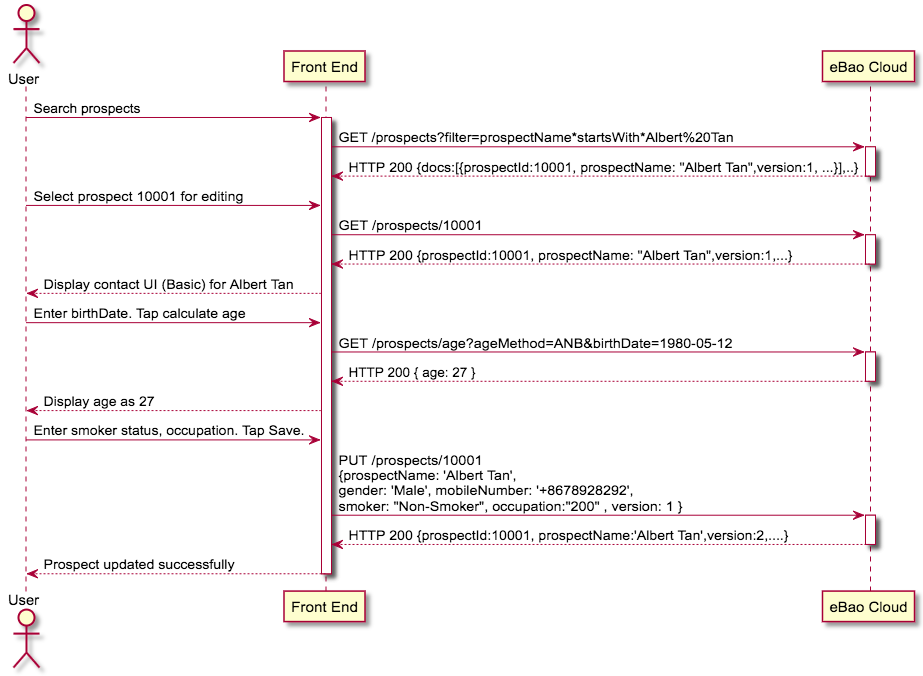 User
Front End
eBao Cloud
Search prospects
GET /prospects?filter=prospectName*startsWith*Albert%20Tan
HTTP 200 {docs:[{prospectId:10001, prospectName: "Albert Tan",version:1, ...}],..}
Select prospect 10001 for editing
GET /prospects/10001
HTTP 200 {prospectId:10001, prospectName: "Albert Tan",version:1,...}
Display contact UI (Basic) for Albert Tan
Enter birthDate. Tap calculate age
GET /prospects/age?ageMethod=ANB&birthDate=1980-05-12
HTTP 200 { age: 27 }
Display age as 27
Enter smoker status, occupation. Tap Save.
PUT /prospects/10001
{prospectName: 'Albert Tan',
gender: 'Male', mobileNumber: '+8678928292',
smoker: "Non-Smoker", occupation:"200" , version: 1 }
HTTP 200 {prospectId:10001, prospectName:'Albert Tan',version:2,....}
Prospect updated successfully
User
Front End
eBao Cloud